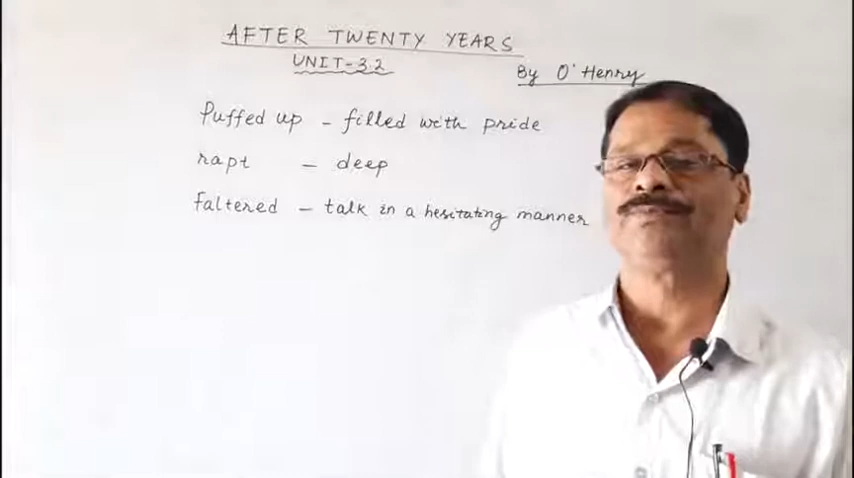 AFTER TWENTY YEARS
UNIT-3.2
By O' Henry
Puffed up - filled with pride
rapt - deep
faltered - talk in a hesitating manner